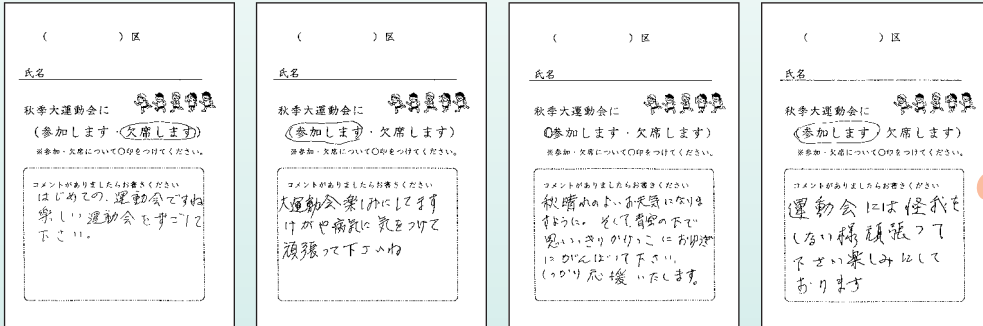 （　　　）区
氏名
秋季大運動会に
（参加します・欠席します）
※参加・欠席について○印をつけてください。
コメントがありましたらお書きください
はじめての、運動会ですね
楽しい運動会をすごして
下さい。
（　　　）区
氏名
秋季大運動会に
（参加します・欠席します）
※参加・欠席について○印をつけてください。
コメントがありましたらお書きください
大運動会楽しみにしてます
けがや病気に気をつけて
頑張って下さいね
（　　　）区
氏名
秋季大運動会に
（参加します・欠席します）
※参加・欠席について○印をつけてください。
コメントがありましたらお書きください
秋晴れのよいお天気になりま
すように。そして青空の下で
思いっきりかけっこにお遊ぎ
にがんばって下さい。
しっかり応援いたします。
（　　　）区
氏名
秋季大運動会に
（参加します・欠席します）
※参加・欠席について○印をつけてください。
コメントがありましたらお書きください
運動会には怪我を
しない様頑張って
下さい楽しみにして
おります